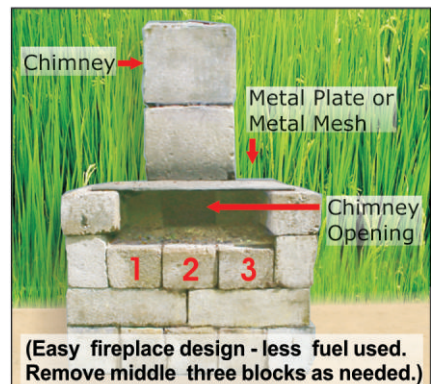 Chimney
Metal Plate or
Metal Mesh
Chimney
Opening
1 2 3
(Easy fireplace design - less fuel used.
Remove middle three blocks as needed.)